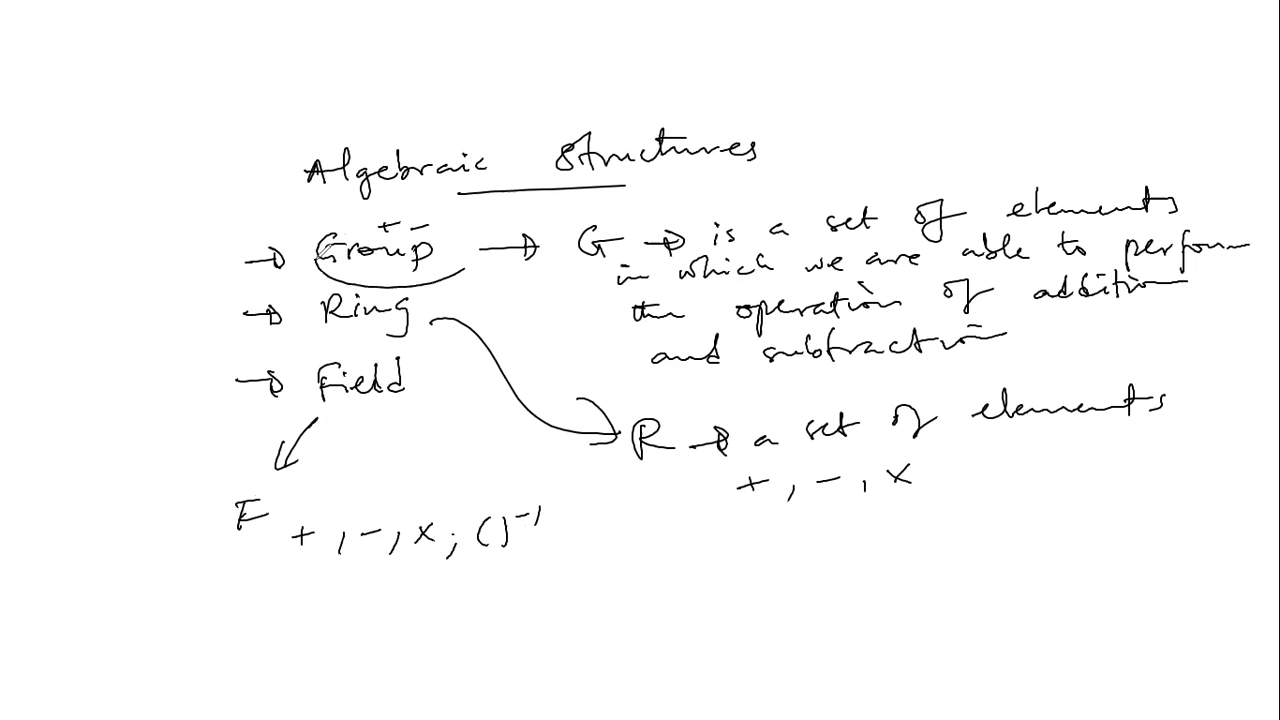 Algebraic Structures
+ -
→ Group → G → is a set of elements
in which we are able to perform
the operation of addition
and subtraction
→ Ring
→ Field
R → a set of elements
+, -, ×
F +, -, ×, ( )⁻¹